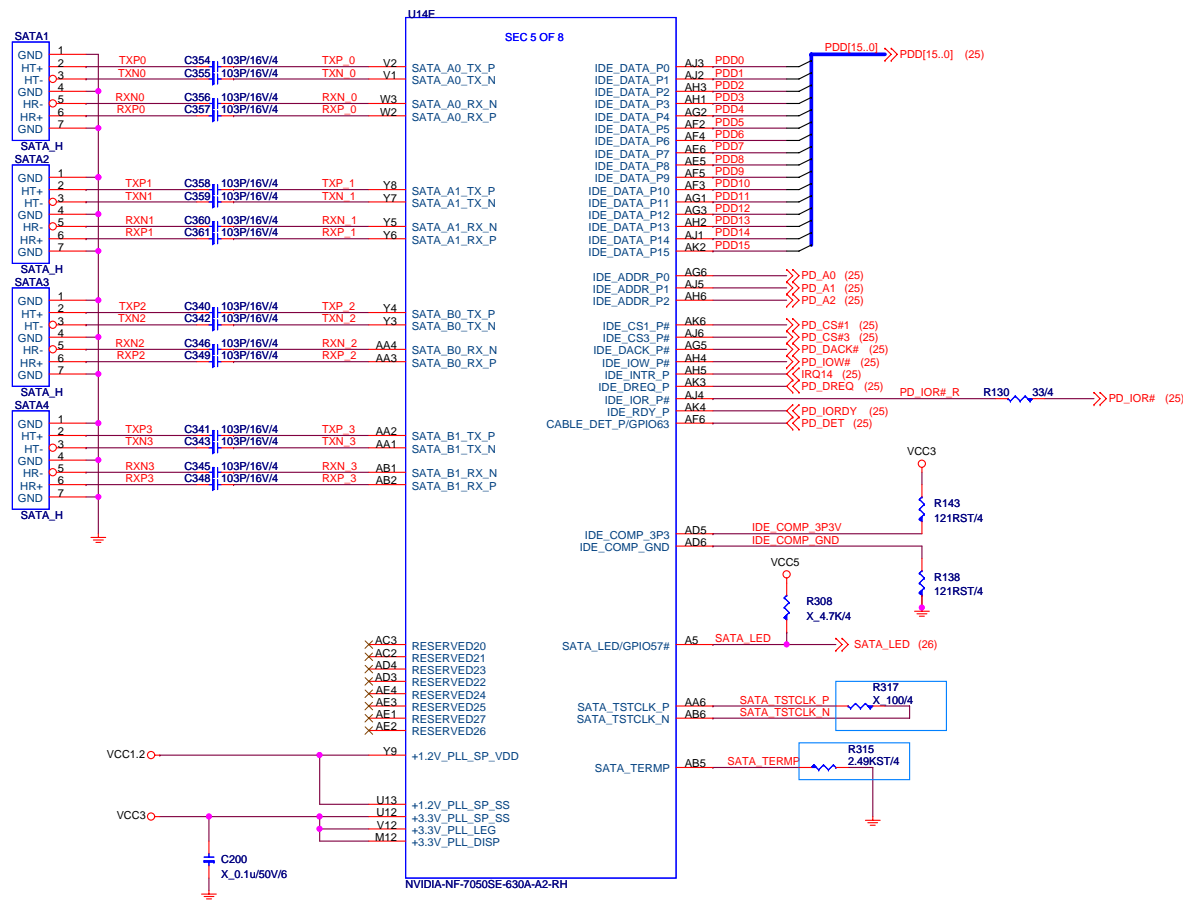 U14E
SEC 5 OF 8
SATA1
GND 1
HT+ 2 TXP0 C354 103P/16V/4 TXP_0 V2 SATA_A0_TX_P
HT- 3 TXN0 C355 103P/16V/4 TXN_0 V1 SATA_A0_TX_N
GND 4
HR- 5 RXN0 C356 103P/16V/4 RXN_0 W3 SATA_A0_RX_N
HR+ 6 RXP0 C357 103P/16V/4 RXP_0 W2 SATA_A0_RX_P
GND 7
SATA_H
SATA2
GND 1
HT+ 2 TXP1 C358 103P/16V/4 TXP_1 Y8 SATA_A1_TX_P
HT- 3 TXN1 C359 103P/16V/4 TXN_1 Y7 SATA_A1_TX_N
GND 4
HR- 5 RXN1 C360 103P/16V/4 RXN_1 Y5 SATA_A1_RX_N
HR+ 6 RXP1 C361 103P/16V/4 RXP_1 Y6 SATA_A1_RX_P
GND 7
SATA_H
SATA3
GND 1
HT+ 2 TXP2 C340 103P/16V/4 TXP_2 Y4 SATA_B0_TX_P
HT- 3 TXN2 C342 103P/16V/4 TXN_2 Y3 SATA_B0_TX_N
GND 4
HR- 5 RXN2 C346 103P/16V/4 RXN_2 AA4 SATA_B0_RX_N
HR+ 6 RXP2 C349 103P/16V/4 RXP_2 AA3 SATA_B0_RX_P
GND 7
SATA_H
SATA4
GND 1
HT+ 2 TXP3 C341 103P/16V/4 TXP_3 AA2 SATA_B1_TX_P
HT- 3 TXN3 C343 103P/16V/4 TXN_3 AA1 SATA_B1_TX_N
GND 4
HR- 5 RXN3 C345 103P/16V/4 RXN_3 AB1 SATA_B1_RX_N
HR+ 6 RXP3 C348 103P/16V/4 RXP_3 AB2 SATA_B1_RX_P
GND 7
SATA_H
AC3 RESERVED20
AC2 RESERVED21
AD4 RESERVED23
AD3 RESERVED22
AE4 RESERVED24
AE3 RESERVED25
AE1 RESERVED27
AE2 RESERVED26
VCC1.2 Y9 +1.2V_PLL_SP_VDD
U13 +1.2V_PLL_SP_SS
VCC3 U12 +3.3V_PLL_SP_SS
V12 +3.3V_PLL_LEG
M12 +3.3V_PLL_DISP
C200
X_0.1u/50V/6
PDD[15..0] PDD[15..0] (25)
IDE_DATA_P0 AJ3 PDD0
IDE_DATA_P1 AJ2 PDD1
IDE_DATA_P2 AH3 PDD2
IDE_DATA_P3 AH1 PDD3
IDE_DATA_P4 AG2 PDD4
IDE_DATA_P5 AF2 PDD5
IDE_DATA_P6 AF4 PDD6
IDE_DATA_P7 AE6 PDD7
IDE_DATA_P8 AE5 PDD8
IDE_DATA_P9 AF5 PDD9
IDE_DATA_P10 AF3 PDD10
IDE_DATA_P11 AG1 PDD11
IDE_DATA_P12 AG3 PDD12
IDE_DATA_P13 AH2 PDD13
IDE_DATA_P14 AJ1 PDD14
IDE_DATA_P15 AK2 PDD15
IDE_ADDR_P0 AG6 PD_A0 (25)
IDE_ADDR_P1 AJ5 PD_A1 (25)
IDE_ADDR_P2 AH6 PD_A2 (25)
IDE_CS1_P# AK6 PD_CS#1 (25)
IDE_CS3_P# AJ6 PD_CS#3 (25)
IDE_DACK_P# AG5 PD_DACK# (25)
IDE_IOW_P# AH4 PD_IOW# (25)
IDE_INTR_P AH5 IRQ14 (25)
IDE_DREQ_P AK3 PD_DREQ (25)
IDE_IOR_P# AJ4 PD_IOR#_R R130 33/4 PD_IOR# (25)
IDE_RDY_P AK4 PD_IORDY (25)
CABLE_DET_P/GPIO63 AF6 PD_DET (25)
VCC3
R143
121RST/4
IDE_COMP_3P3 AD5 IDE_COMP_3P3V
IDE_COMP_GND AD6 IDE_COMP_GND
R138
121RST/4
VCC5
R308
X_4.7K/4
SATA_LED/GPIO57# A5 SATA_LED SATA_LED (26)
R317
X_100/4
SATA_TSTCLK_P AA6 SATA_TSTCLK_P
SATA_TSTCLK_N AB6 SATA_TSTCLK_N
R315
2.49KST/4
SATA_TERMP AB5 SATA_TERMP
NVIDIA-NF-7050SE-630A-A2-RH